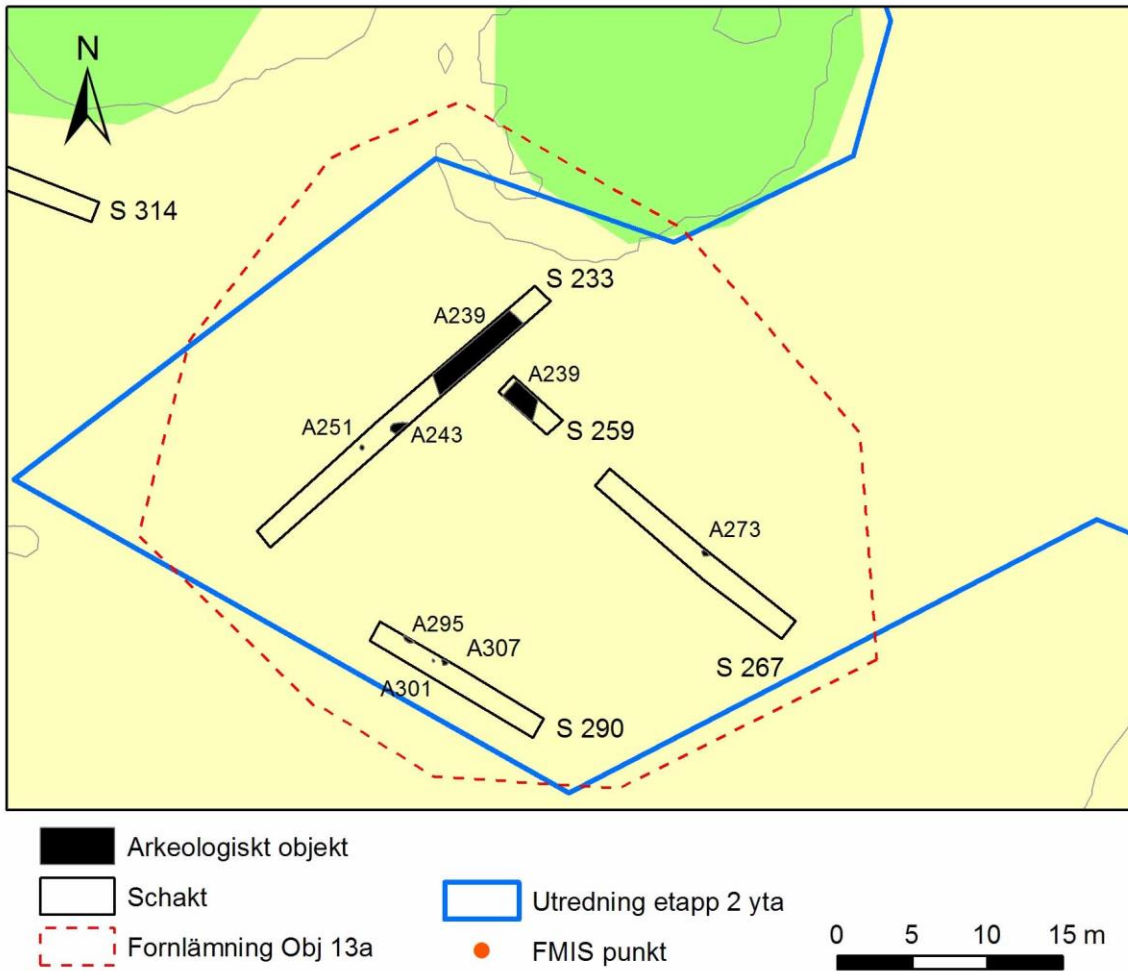 N
S 314
S 233
A239
A239
A251
A243
S 259
A273
A295
A307
A301
S 267
S 290
Arkeologiskt objekt
Schakt
Utredning etapp 2 yta
Fornlämning Obj 13a
FMIS punkt
0 5 10 15 m